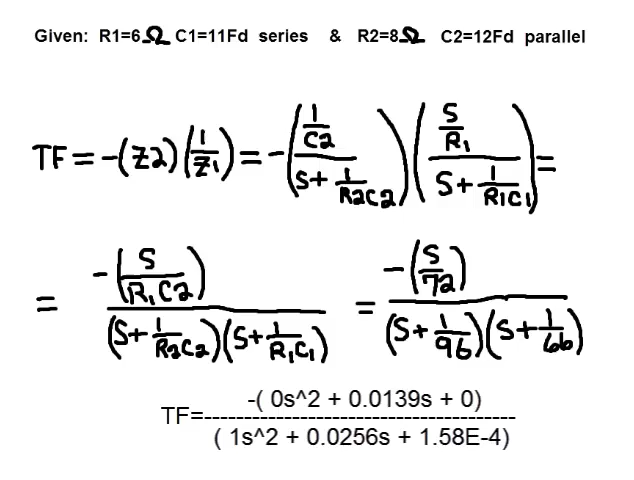 Given: R1=6Ω C1=11Fd series & R2=8Ω C2=12Fd parallel
TF = -(Z2)(1/Z1) = -((1/C2)/(S+1/R2C2))((S/R1)/(S+1/R1C1)) =
= -(S/R1C2)/((S+1/R2C2)(S+1/R1C1)) = -(S/72)/((S+1/96)(S+1/66))
-( 0s^2 + 0.0139s + 0)
TF=---------------------------------------
( 1s^2 + 0.0256s + 1.58E-4)